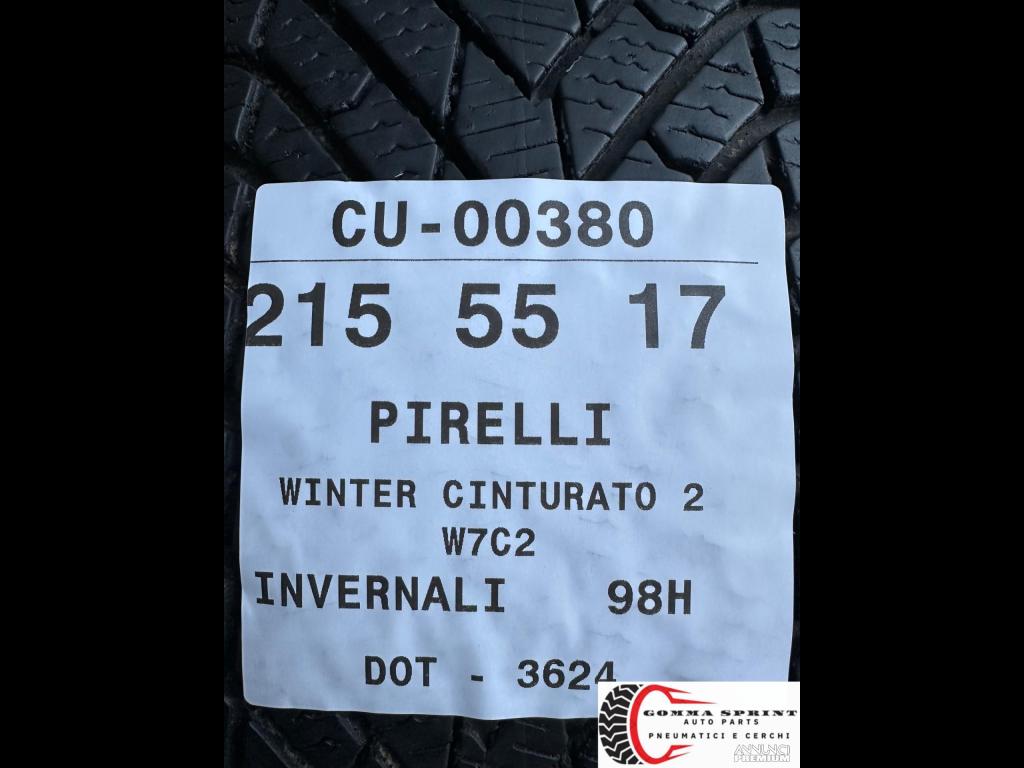 CU-00380
215 55 17
PIRELLI
WINTER CINTURATO 2
W7C2
INVERNALI 98H
DOT - 3624
GOMMA SPRINT
AUTO PARTS
PNEUMATICI E CERCHI
ANNUNCI
PREMIUM